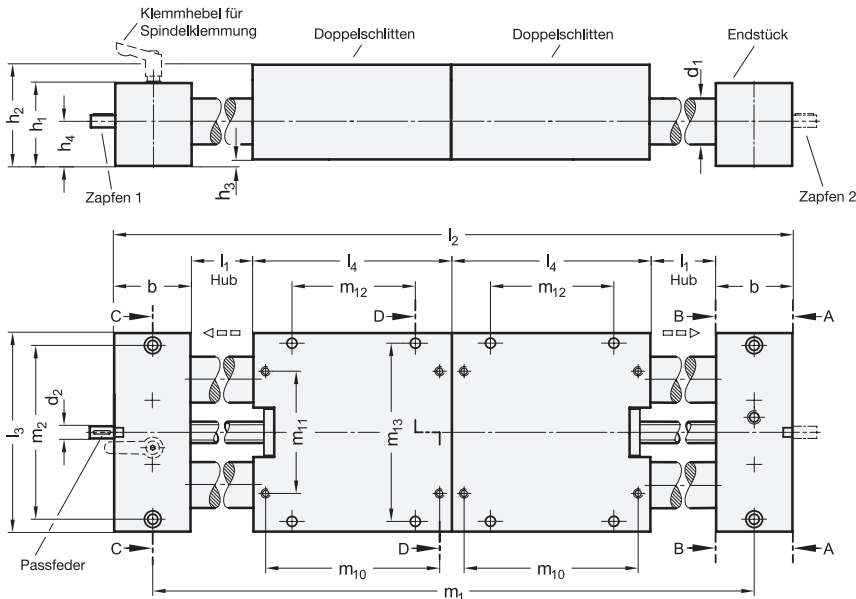 Klemmhebel für
Spindelklemmung
Doppelschlitten
Doppelschlitten
Endstück
d₁
h₂
h₁
h₄
h₃
Zapfen 1
Zapfen 2
l₂
b
l₁
Hub
l₄
l₄
l₁
Hub
b
m₁₂
m₁₂
C
D
B
A
l₃
m₂
d₂
m₁₁
m₁₃
Passfeder
C
D
B
A
m₁₀
m₁₀
m₁